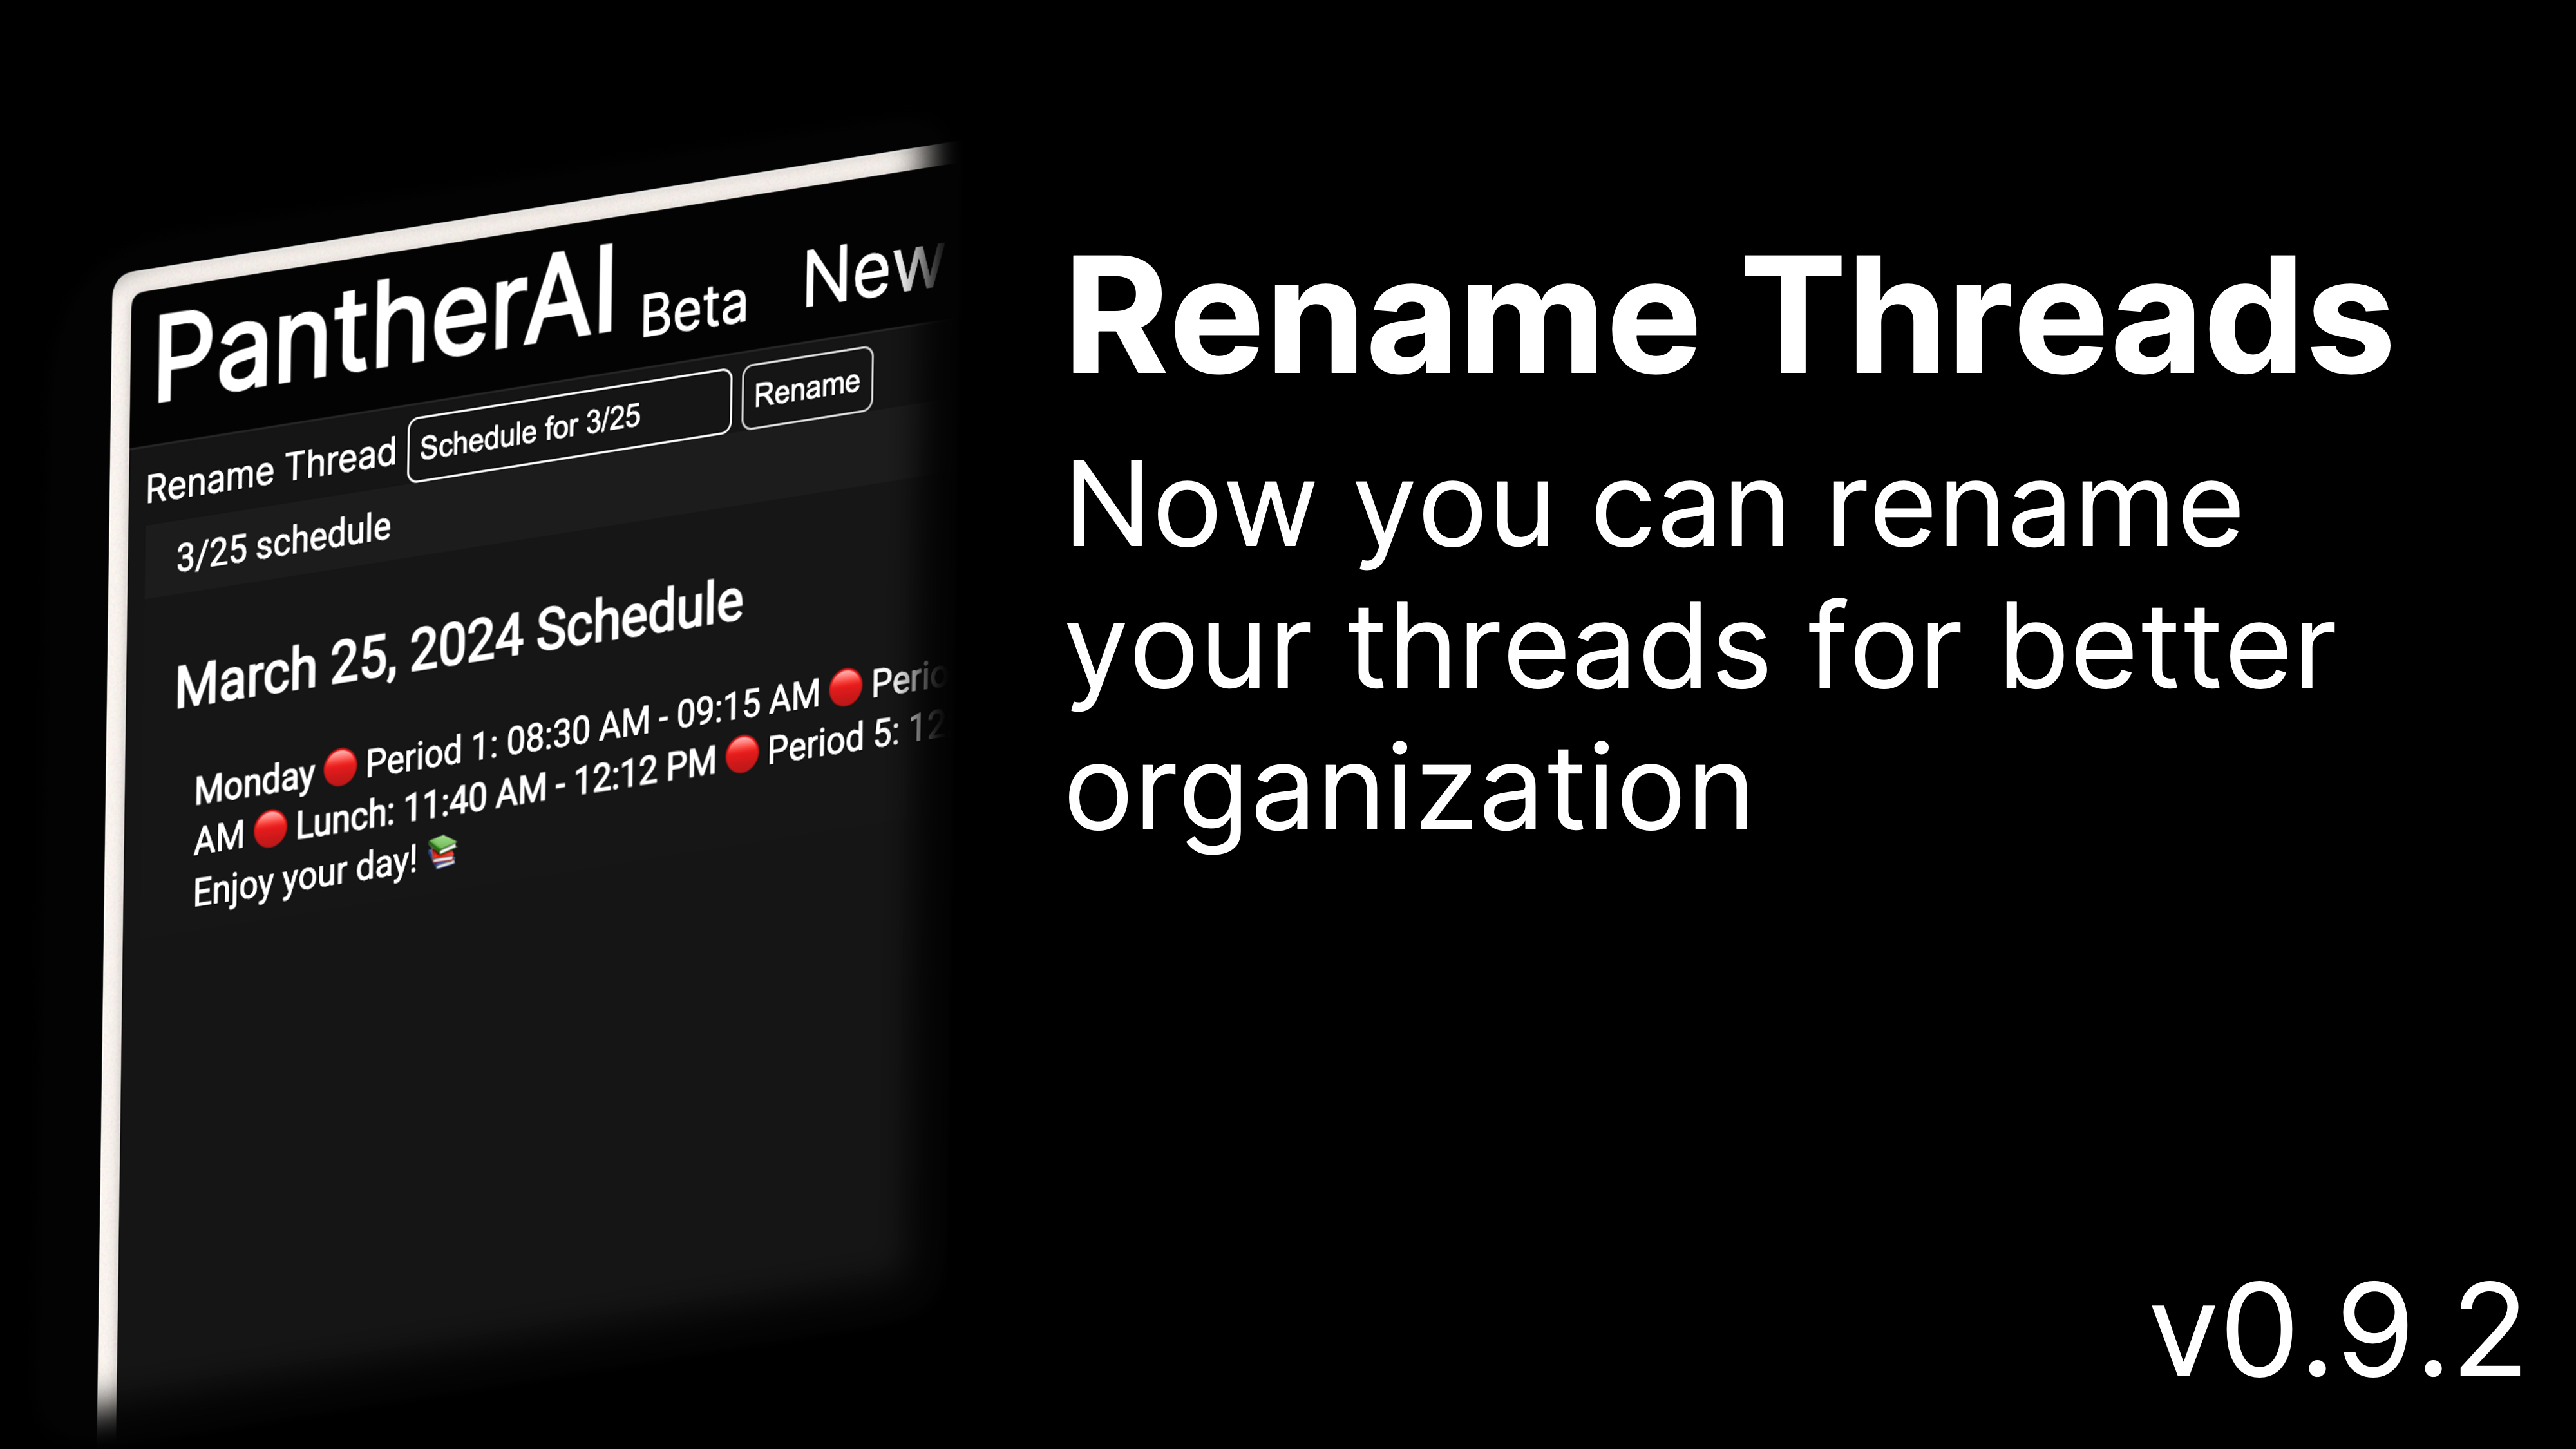 PantherAI Beta New
Rename Thread Schedule for 3/25 Rename
3/25 schedule
March 25, 2024 Schedule
Monday 🔴 Period 1: 08:30 AM - 09:15 AM 🔴
AM 🔴 Lunch: 11:40 AM - 12:12 PM 🔴 Period 5: 12
Enjoy your day! 📚
Rename Threads
Now you can rename
your threads for better
organization
v0.9.2